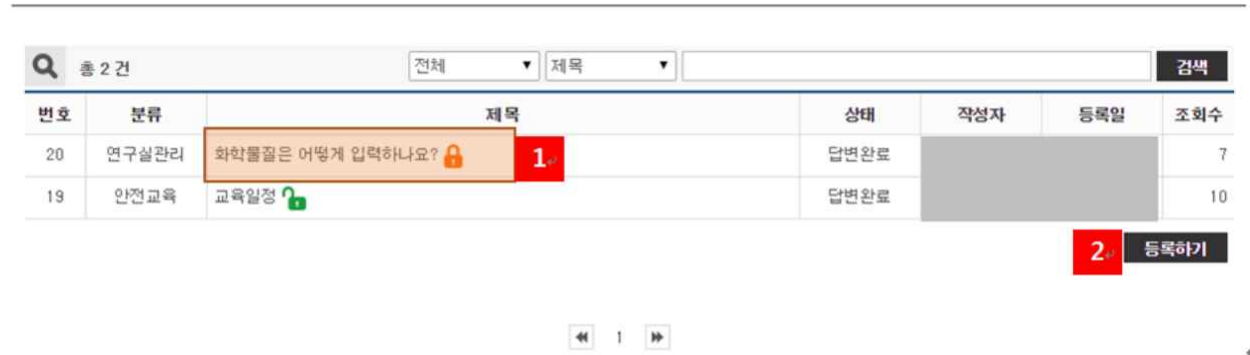 총 2 건 전체 제목 검색
번호 분류 제목 상태 작성자 등록일 조회수
20 연구실관리 화학물질은 어떻게 입력하나요? 1 답변완료 7
19 안전교육 교육일정 답변완료 10
2 등록하기
1